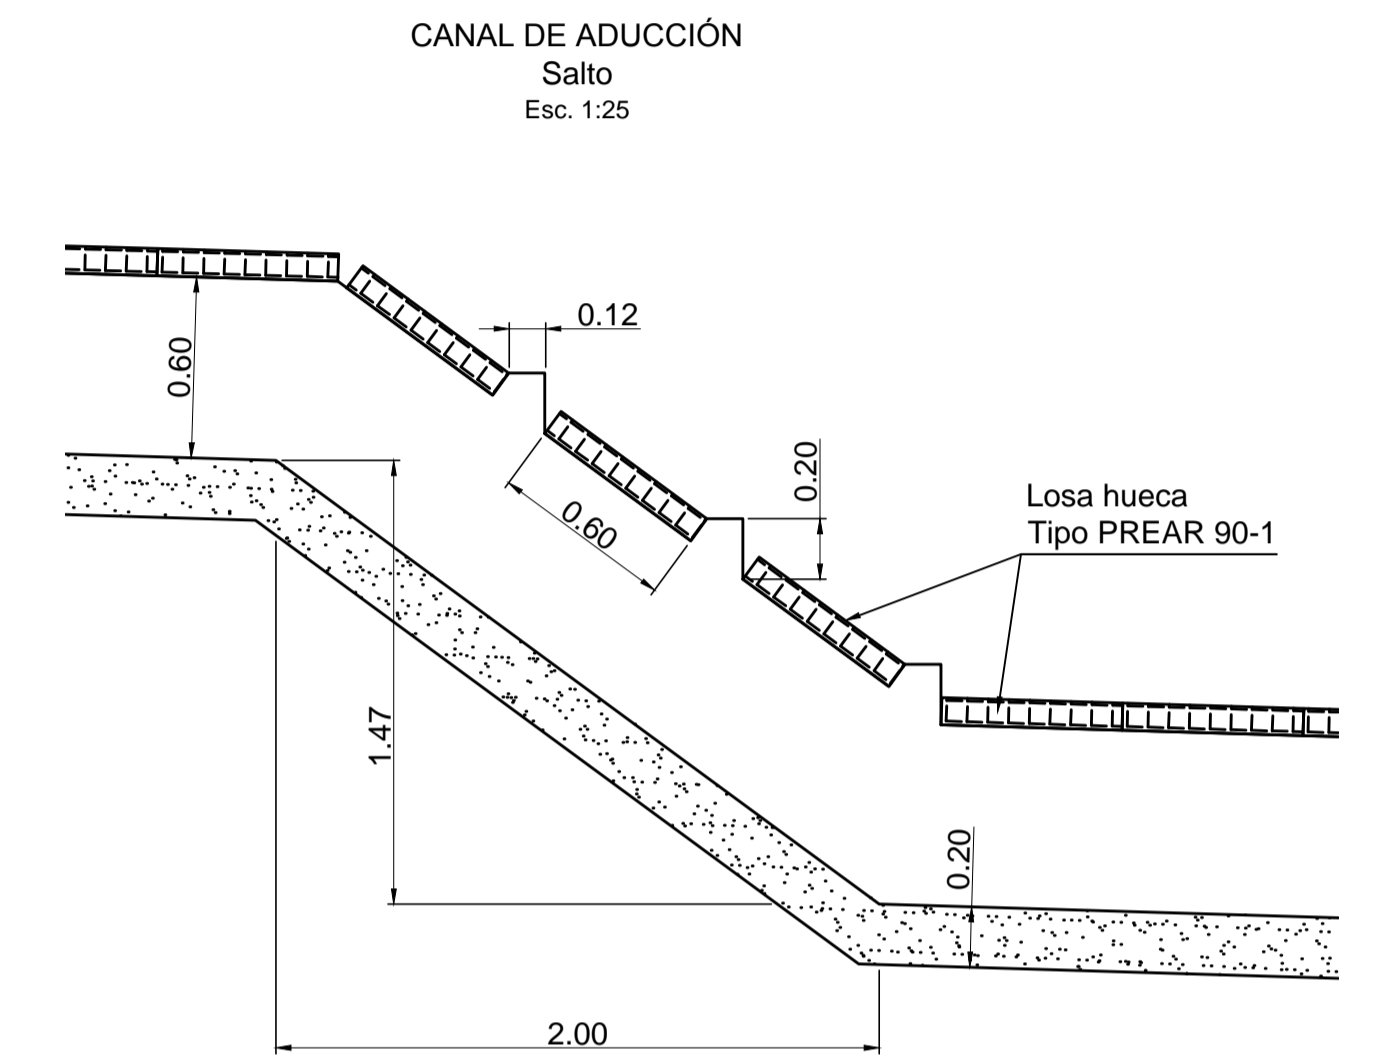 CANAL DE ADUCCIÓN
Salto
Esc. 1:25
0.12
0.60
0.20
0.60
Losa hueca
Tipo PREAR 90-1
1.47
0.20
2.00